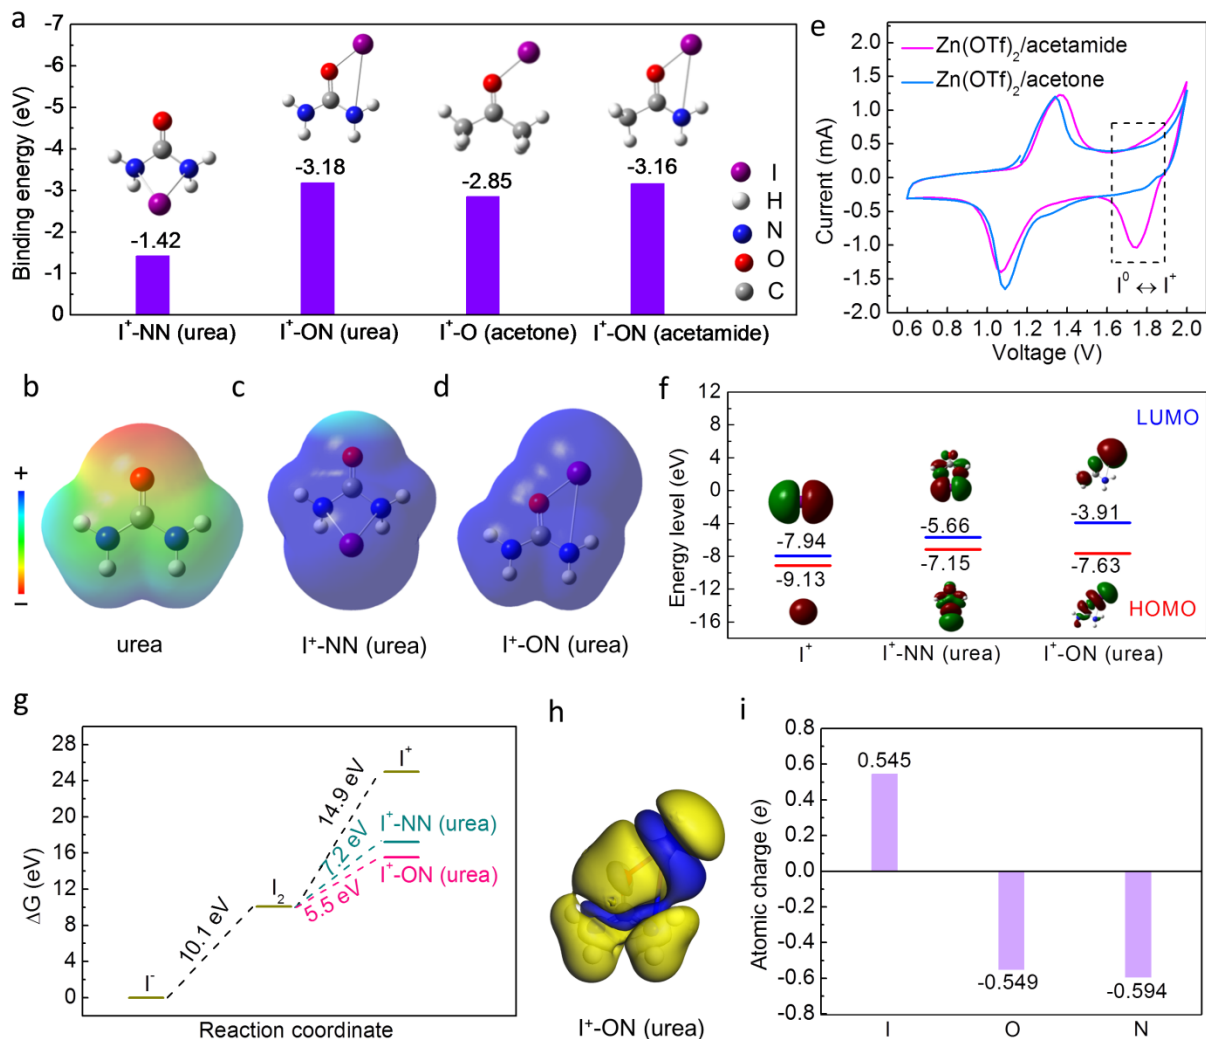 a
Binding energy (eV)
-7
-6
-5
-4
-3
-2
-1
0
-1.42
-3.18
-2.85
-3.16
I
H
N
O
C
I⁺-NN (urea)
I⁺-ON (urea)
I⁺-O (acetone)
I⁺-ON (acetamide)
e
Current (mA)
2.0
1.5
1.0
0.5
0.0
-0.5
-1.0
-1.5
-2.0
Zn(OTf)₂/acetamide
Zn(OTf)₂/acetone
I⁰ ↔ I⁺
0.6 0.8 1.0 1.2 1.4 1.6 1.8 2.0
Voltage (V)
b
+
−
urea
c
I⁺-NN (urea)
d
I⁺-ON (urea)
f
Energy level (eV)
12
8
4
0
-4
-8
-12
-16
LUMO
HOMO
-7.94
-9.13
-5.66
-7.15
-3.91
-7.63
I⁺
I⁺-NN (urea)
I⁺-ON (urea)
g
ΔG (eV)
28
24
20
16
12
8
4
0
I⁻
10.1 eV
I₂
14.9 eV
7.2 eV
5.5 eV
I⁺
I⁺-NN (urea)
I⁺-ON (urea)
Reaction coordinate
h
I⁺-ON (urea)
i
Atomic charge (e)
0.8
0.6
0.4
0.2
0.0
-0.2
-0.4
-0.6
-0.8
0.545
-0.549
-0.594
I
O
N